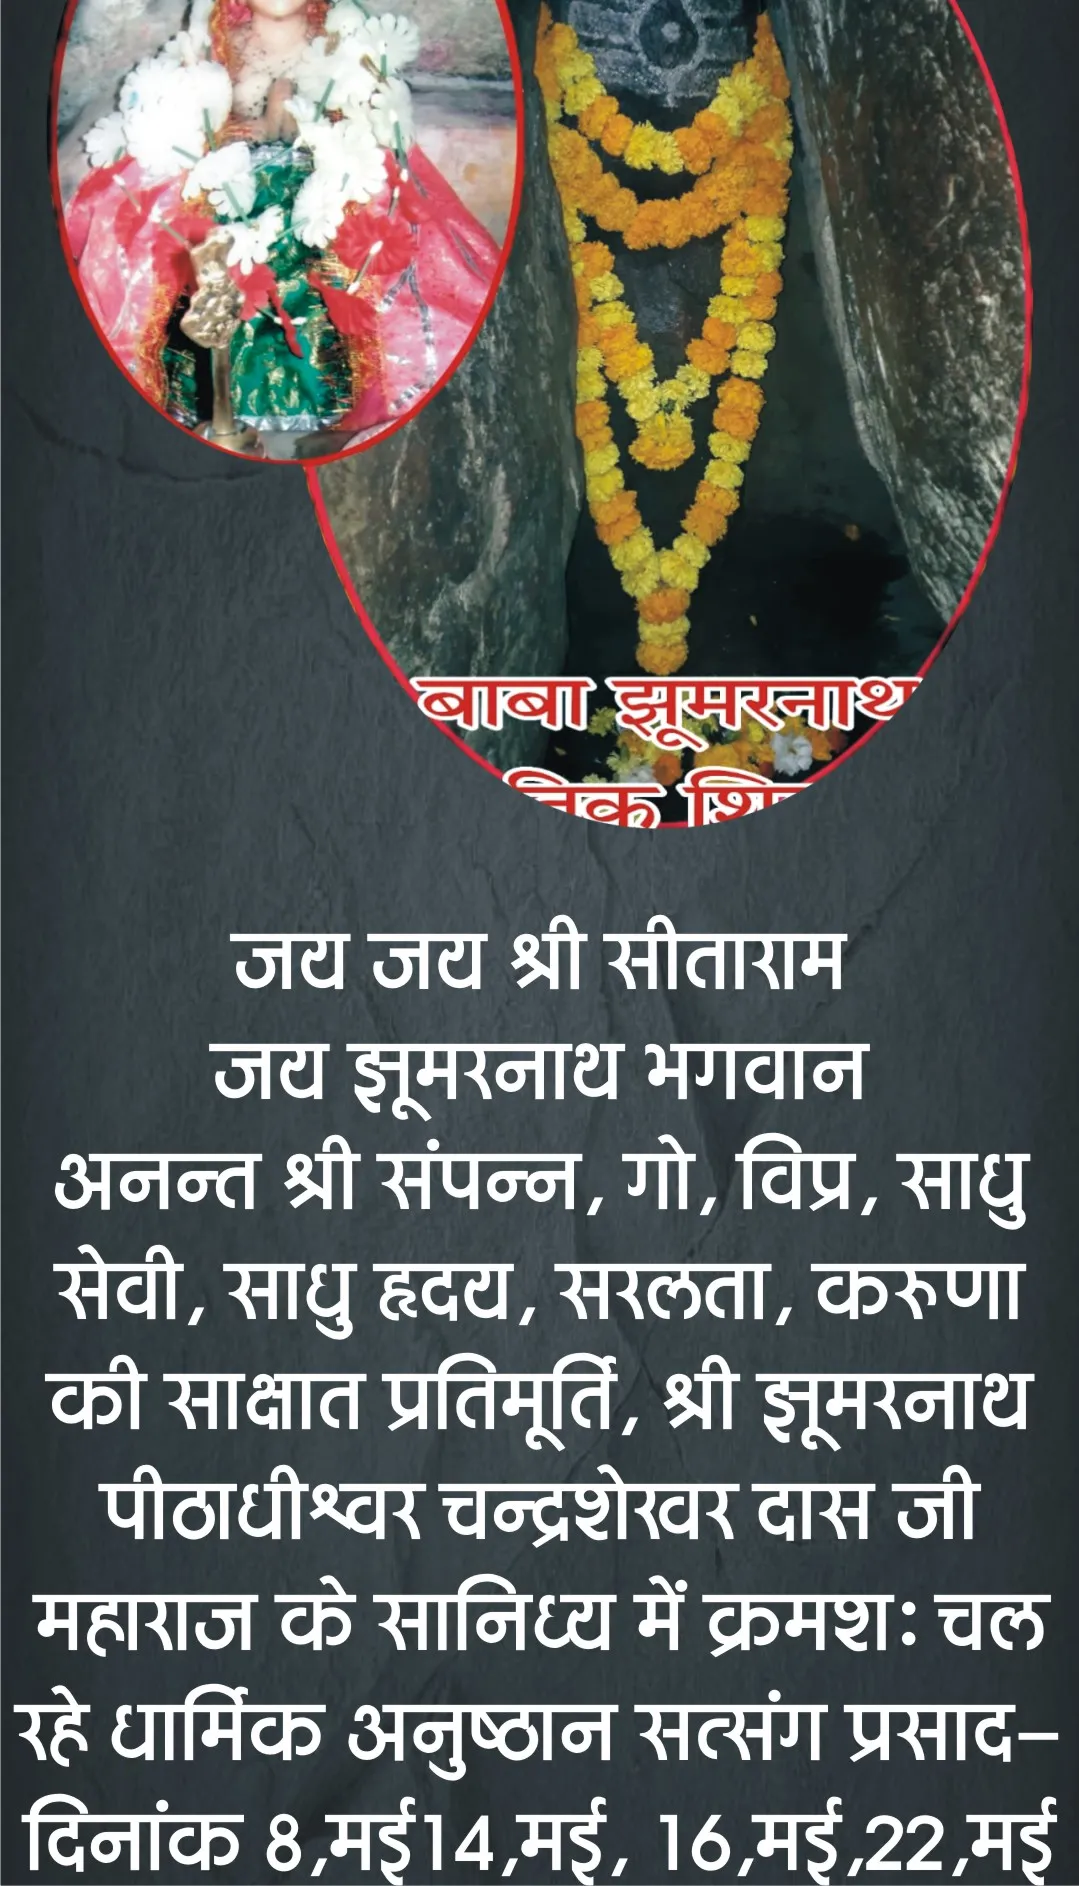 बाबा झूमरनाथ
जय जय श्री सीताराम
जय झूमरनाथ भगवान
अनन्त श्री संपन्न, गो, विप्र, साधु
सेवी, साधु हृदय, सरलता, करुणा
की साक्षात प्रतिमूर्ति, श्री झूमरनाथ
पीठाधीश्वर चन्द्रशेखर दास जी
महाराज के सानिध्य में क्रमशः चल
रहे धार्मिक अनुष्ठान सत्संग प्रसाद–
दिनांक 8,मई14,मई, 16,मई,22,मई